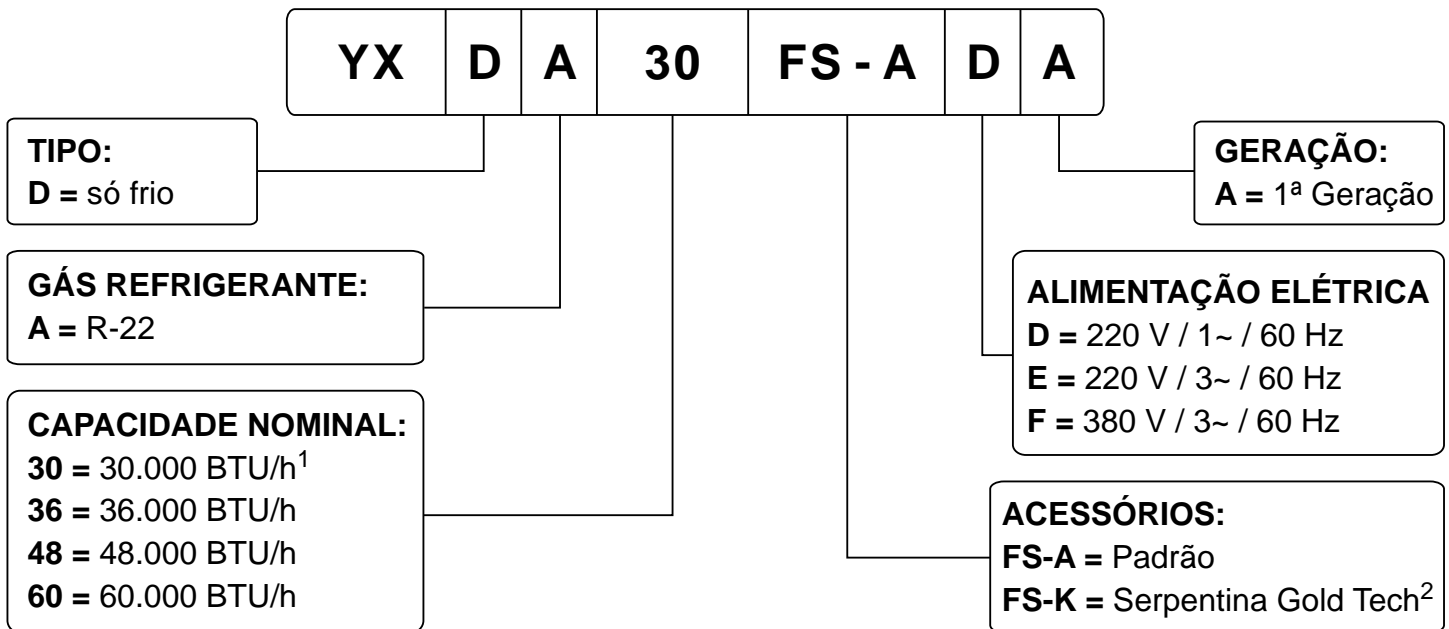 YX D A 30 FS - A D A
TIPO:
D = só frio
GÁS REFRIGERANTE:
A = R-22
CAPACIDADE NOMINAL:
30 = 30.000 BTU/h¹
36 = 36.000 BTU/h
48 = 48.000 BTU/h
60 = 60.000 BTU/h
GERAÇÃO:
A = 1ª Geração
ALIMENTAÇÃO ELÉTRICA
D = 220 V / 1~ / 60 Hz
E = 220 V / 3~ / 60 Hz
F = 380 V / 3~ / 60 Hz
ACESSÓRIOS:
FS-A = Padrão
FS-K = Serpentina Gold Tech²